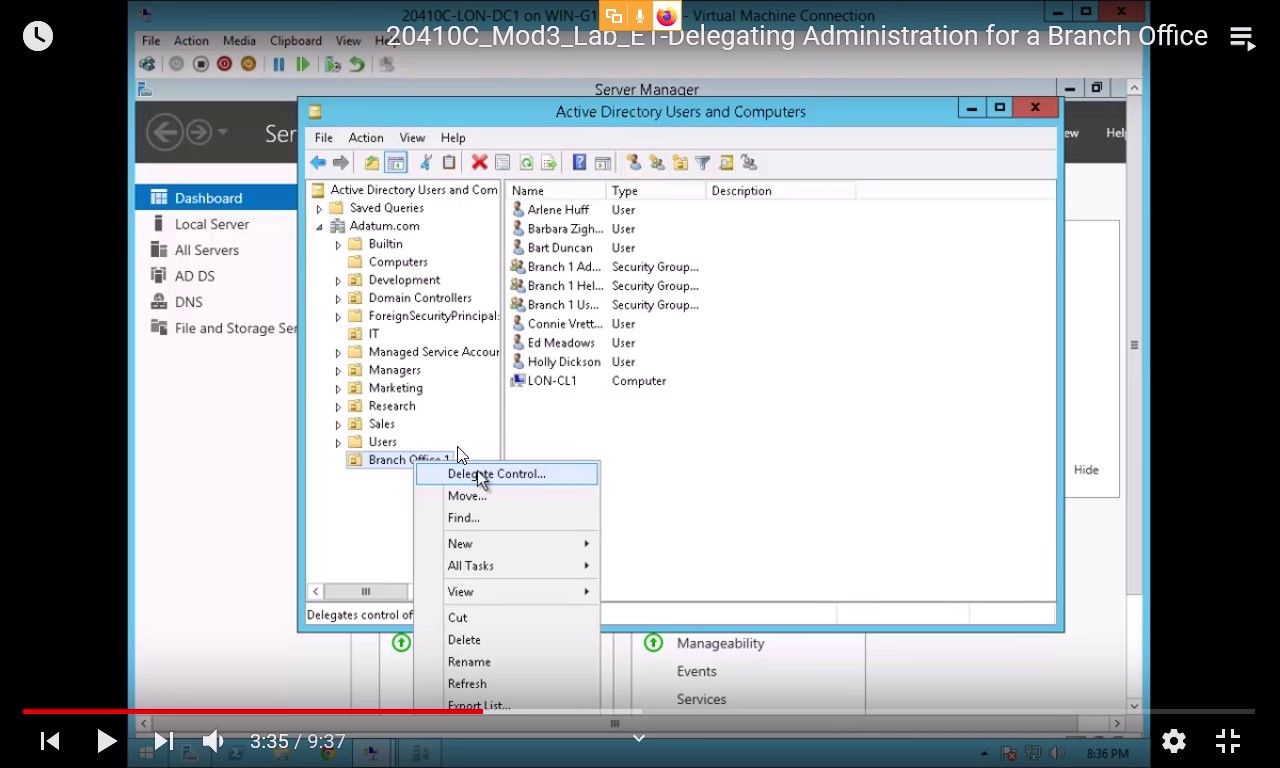 20410C-LON-DC1 on WIN-G1
- Virtual Machine Connection
20410C_Mod3_Lab_E1-Delegating Administration for a Branch Office
File Action Media Clipboard View
Server Manager
Active Directory Users and Computers
File Action View Help
Dashboard
Local Server
All Servers
AD DS
DNS
File and Storage Ser
Active Directory Users and Com
Saved Queries
Adatum.com
Builtin
Computers
Development
Domain Controllers
ForeignSecurityPrincipal:
IT
Managed Service Accour
Managers
Marketing
Research
Sales
Users
Branch Office 1
Name Type Description
Arlene Huff User
Barbara Zigh... User
Bart Duncan User
Branch 1 Ad... Security Group...
Branch 1 Hel... Security Group...
Branch 1 Us... Security Group...
Connie Vrett... User
Ed Meadows User
Holly Dickson User
LON-CL1 Computer
Delegate Control...
Move...
Find...
New
All Tasks
View
Cut
Delete
Rename
Refresh
Export List...
Delegates control of
Hide
Manageability
Events
Services
3:35 / 9:37
8:36 PM